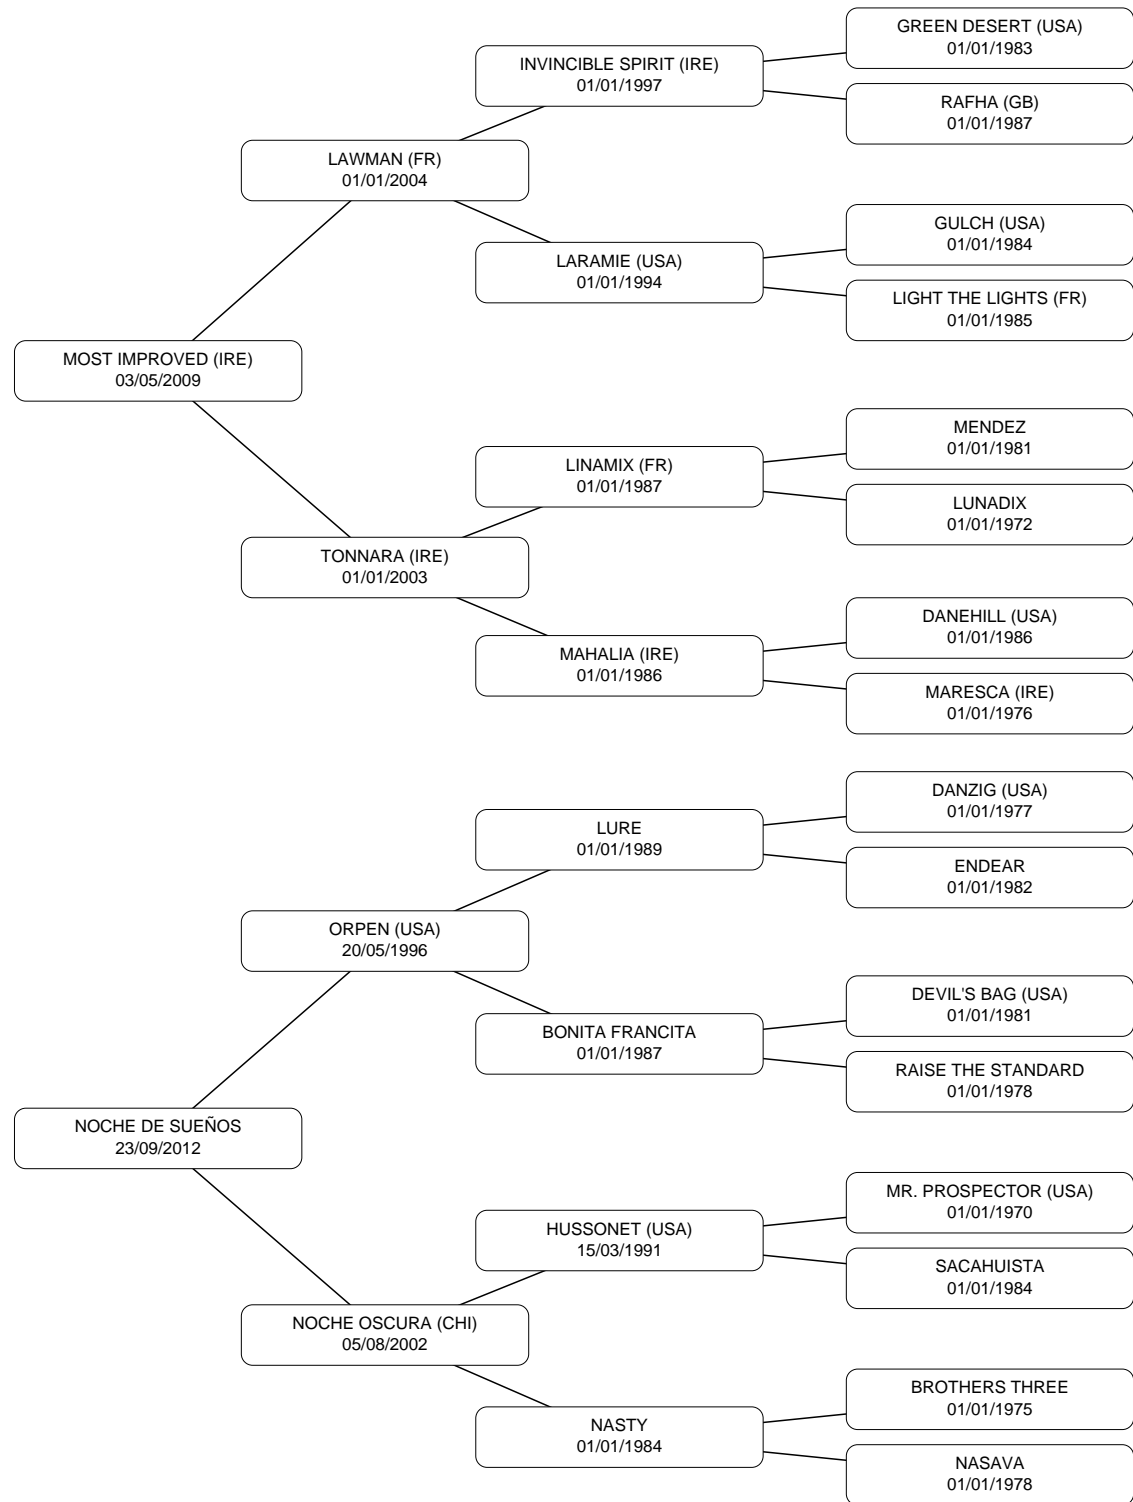 GREEN DESERT (USA)
01/01/1983
INVINCIBLE SPIRIT (IRE)
01/01/1997
RAFHA (GB)
01/01/1987
LAWMAN (FR)
01/01/2004
GULCH (USA)
01/01/1984
LARAMIE (USA)
01/01/1994
LIGHT THE LIGHTS (FR)
01/01/1985
MOST IMPROVED (IRE)
03/05/2009
MENDEZ
01/01/1981
LINAMIX (FR)
01/01/1987
LUNADIX
01/01/1972
TONNARA (IRE)
01/01/2003
DANEHILL (USA)
01/01/1986
MAHALIA (IRE)
01/01/1986
MARESCA (IRE)
01/01/1976
DANZIG (USA)
01/01/1977
LURE
01/01/1989
ENDEAR
01/01/1982
ORPEN (USA)
20/05/1996
DEVIL'S BAG (USA)
01/01/1981
BONITA FRANCITA
01/01/1987
RAISE THE STANDARD
01/01/1978
NOCHE DE SUEÑOS
23/09/2012
MR. PROSPECTOR (USA)
01/01/1970
HUSSONET (USA)
15/03/1991
SACAHUISTA
01/01/1984
NOCHE OSCURA (CHI)
05/08/2002
BROTHERS THREE
01/01/1975
NASTY
01/01/1984
NASAVA
01/01/1978